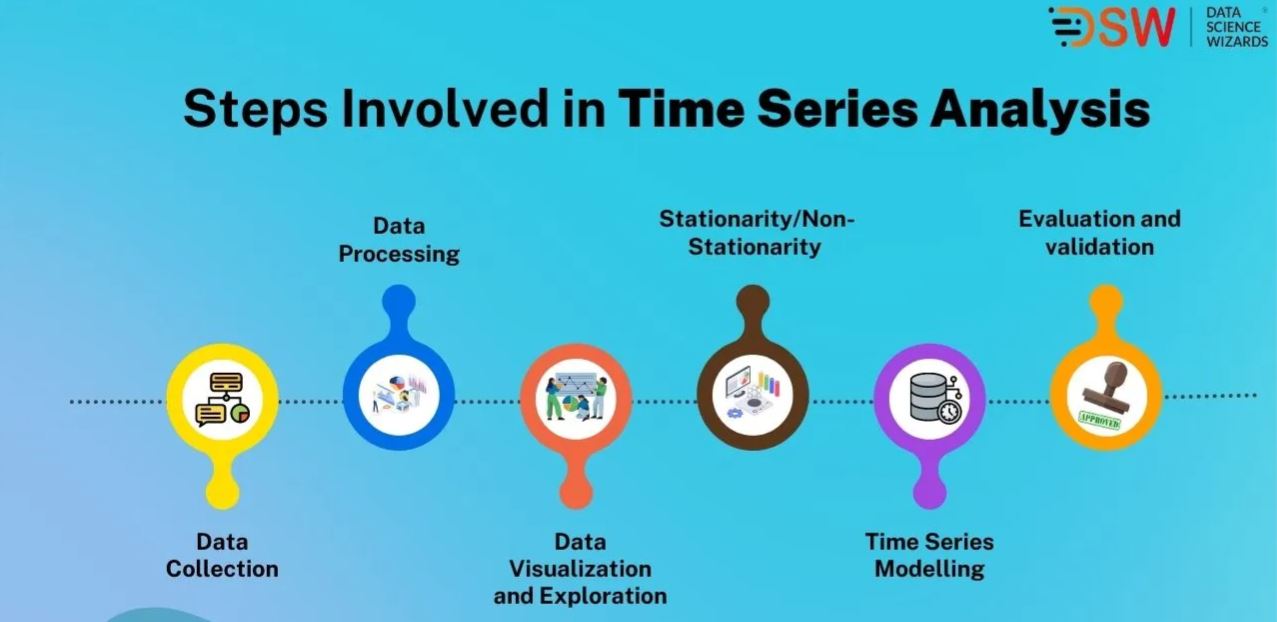 DSW
DATA
SCIENCE
WIZARDS
®
Steps Involved in Time Series Analysis
Data
Collection
Data
Processing
Data
Visualization
and Exploration
Stationarity/Non-
Stationarity
Time Series
Modelling
Evaluation and
validation
APPROVED